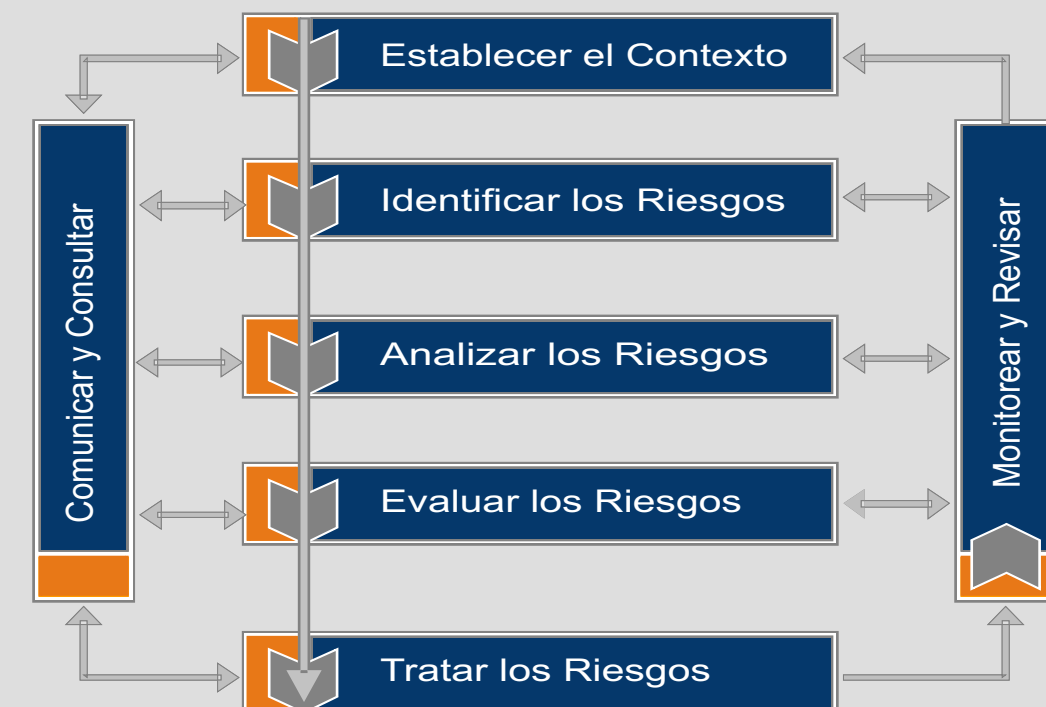 Establecer el Contexto
Identificar los Riesgos
Analizar los Riesgos
Evaluar los Riesgos
Tratar los Riesgos
Comunicar y Consultar
Monitorear y Revisar